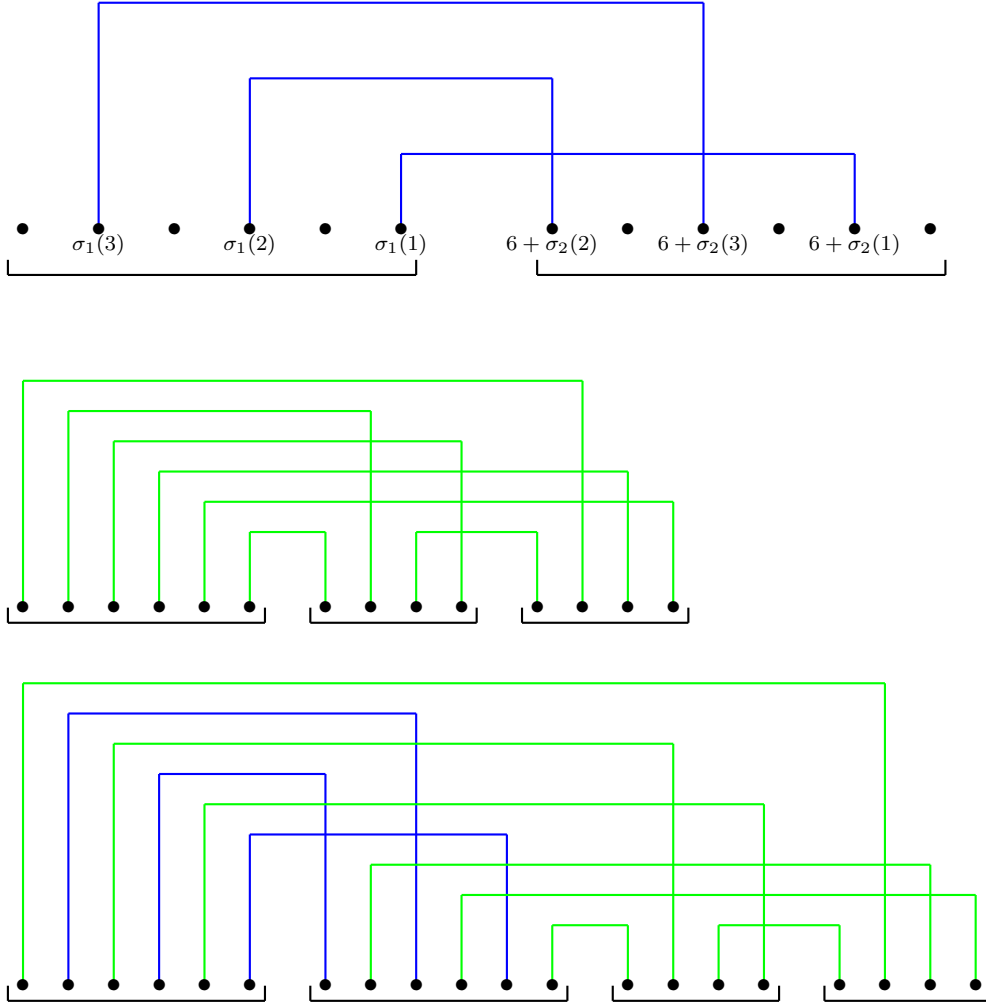 σ₁(3) σ₁(2) σ₁(1) 6 + σ₂(2) 6 + σ₂(3) 6 + σ₂(1)